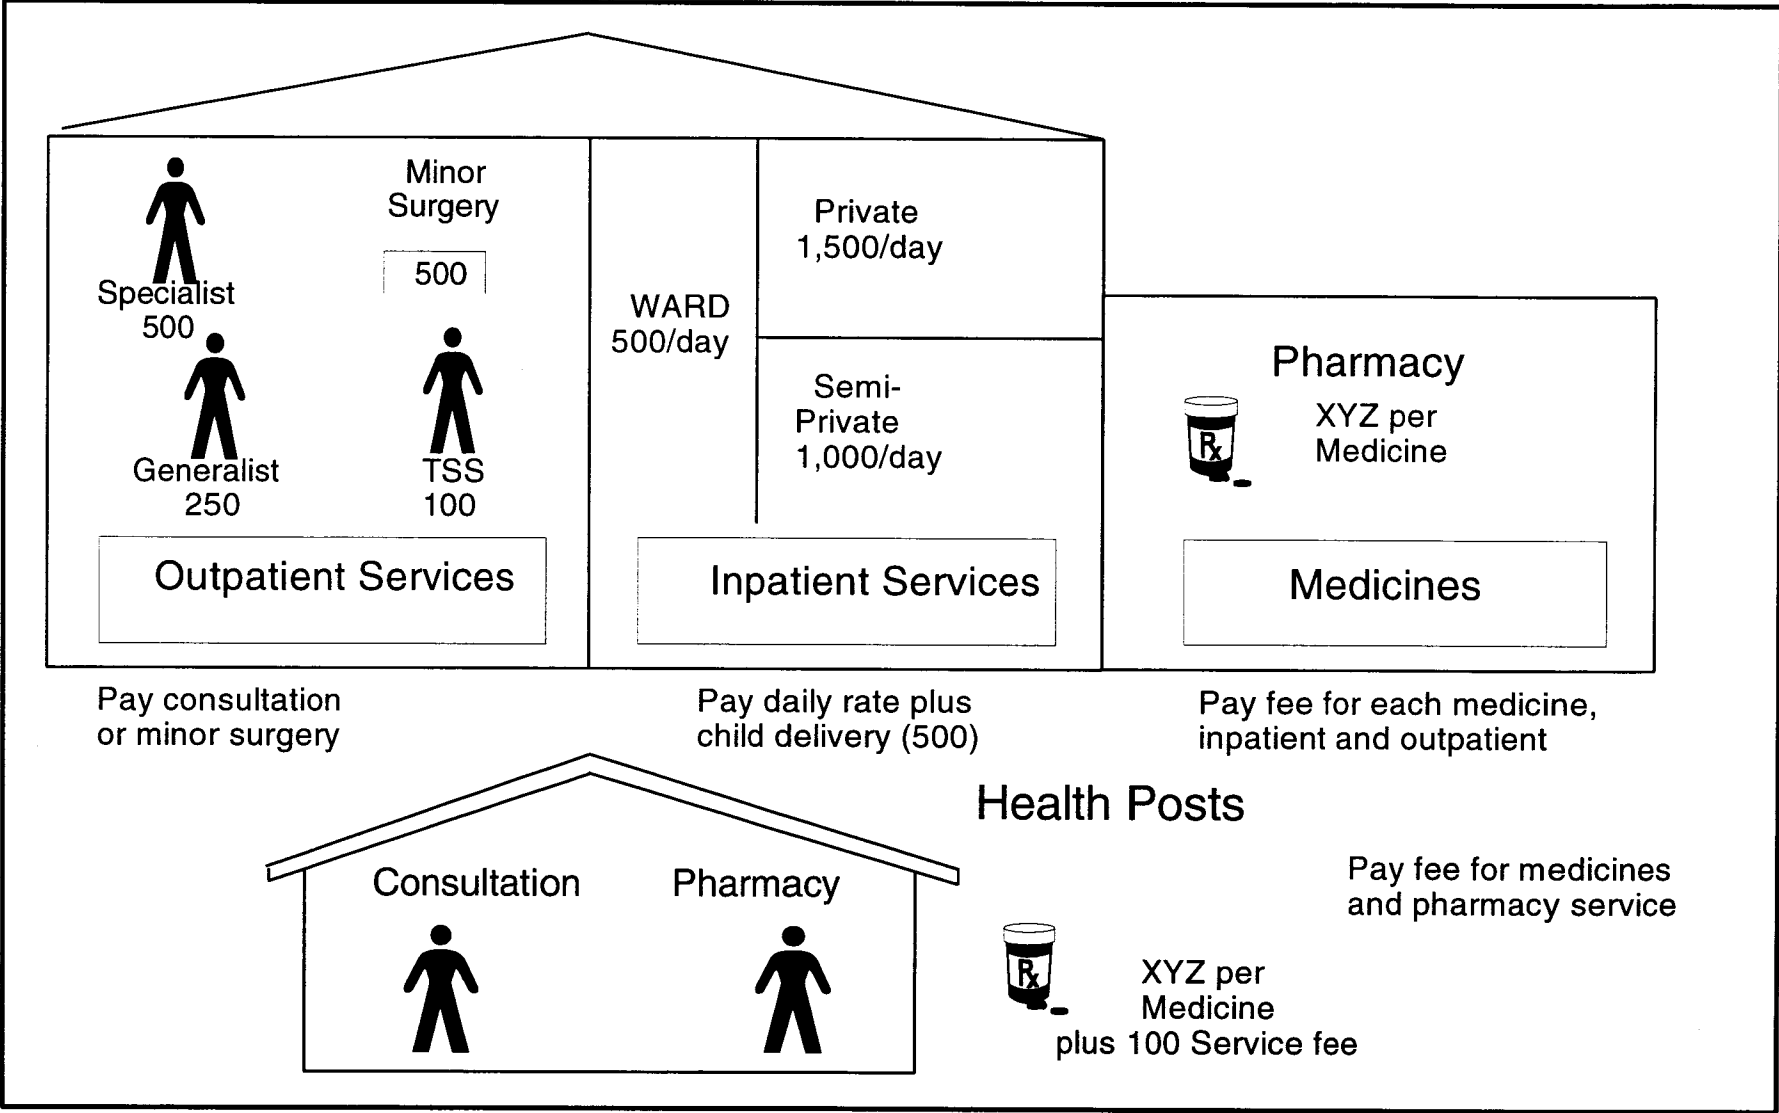 Minor
Surgery
500
Specialist
500
Generalist
250
TSS
100
Outpatient Services
WARD
500/day
Private
1,500/day
Semi-
Private
1,000/day
Inpatient Services
Pharmacy
Rx
XYZ per
Medicine
Medicines
Pay consultation
or minor surgery
Pay daily rate plus
child delivery (500)
Pay fee for each medicine,
inpatient and outpatient
Health Posts
Consultation
Pharmacy
Pay fee for medicines
and pharmacy service
Rx
XYZ per
Medicine
plus 100 Service fee